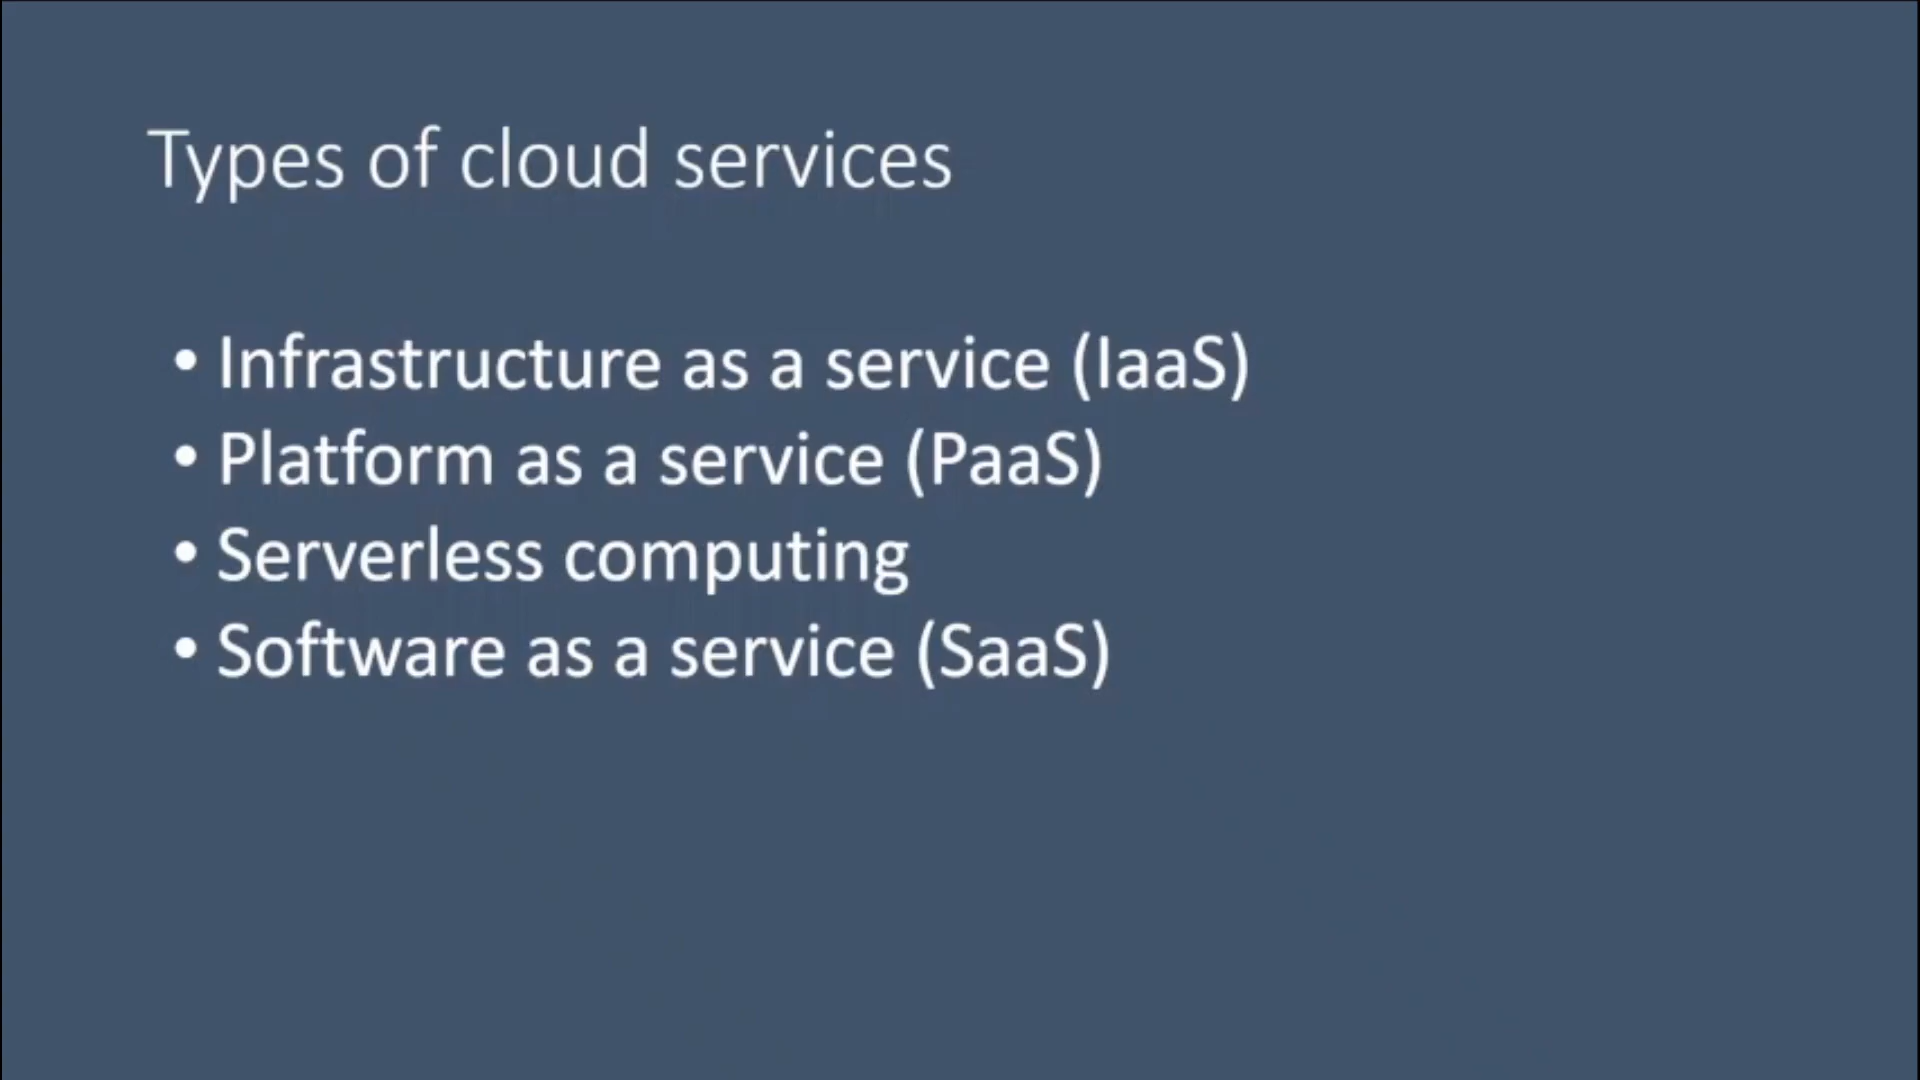 Types of cloud services
• Infrastructure as a service (IaaS)
• Platform as a service (PaaS)
• Serverless computing
• Software as a service (SaaS)